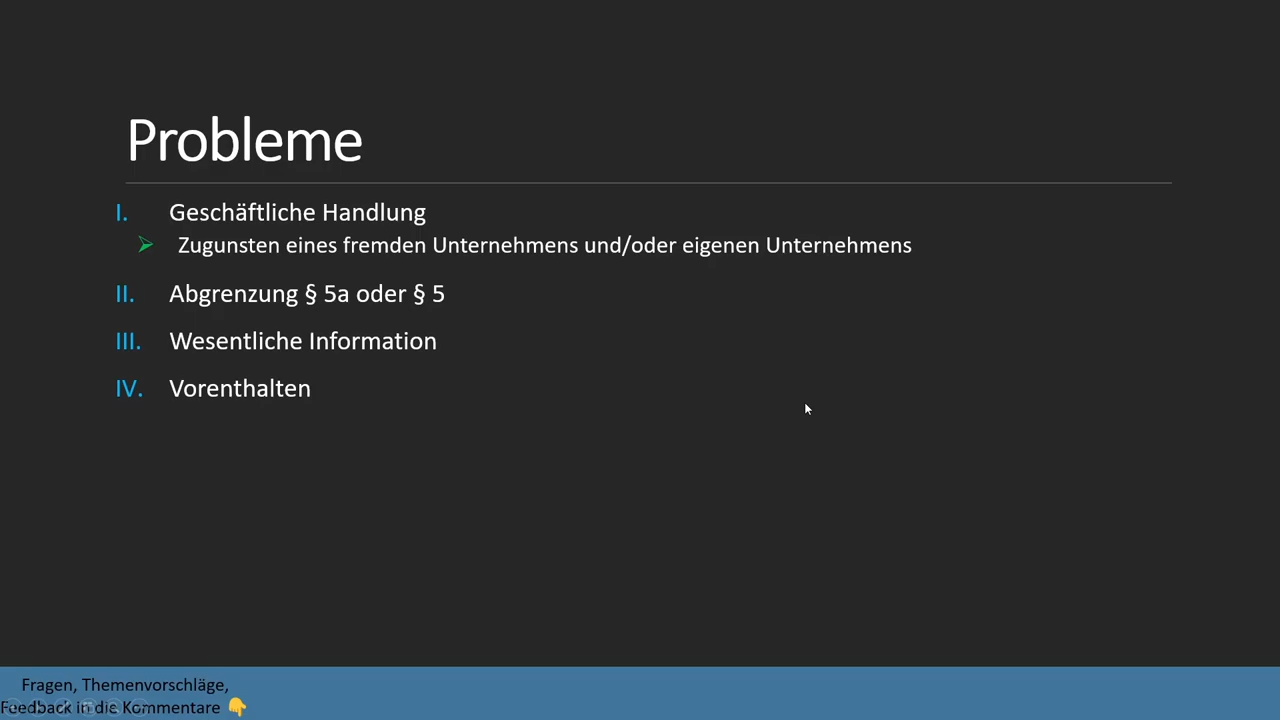 Probleme
I. Geschäftliche Handlung
Zugunsten eines fremden Unternehmens und/oder eigenen Unternehmens
II. Abgrenzung § 5a oder § 5
III. Wesentliche Information
IV. Vorenthalten
Fragen, Themenvorschläge,
Feedback in die Kommentare 👇